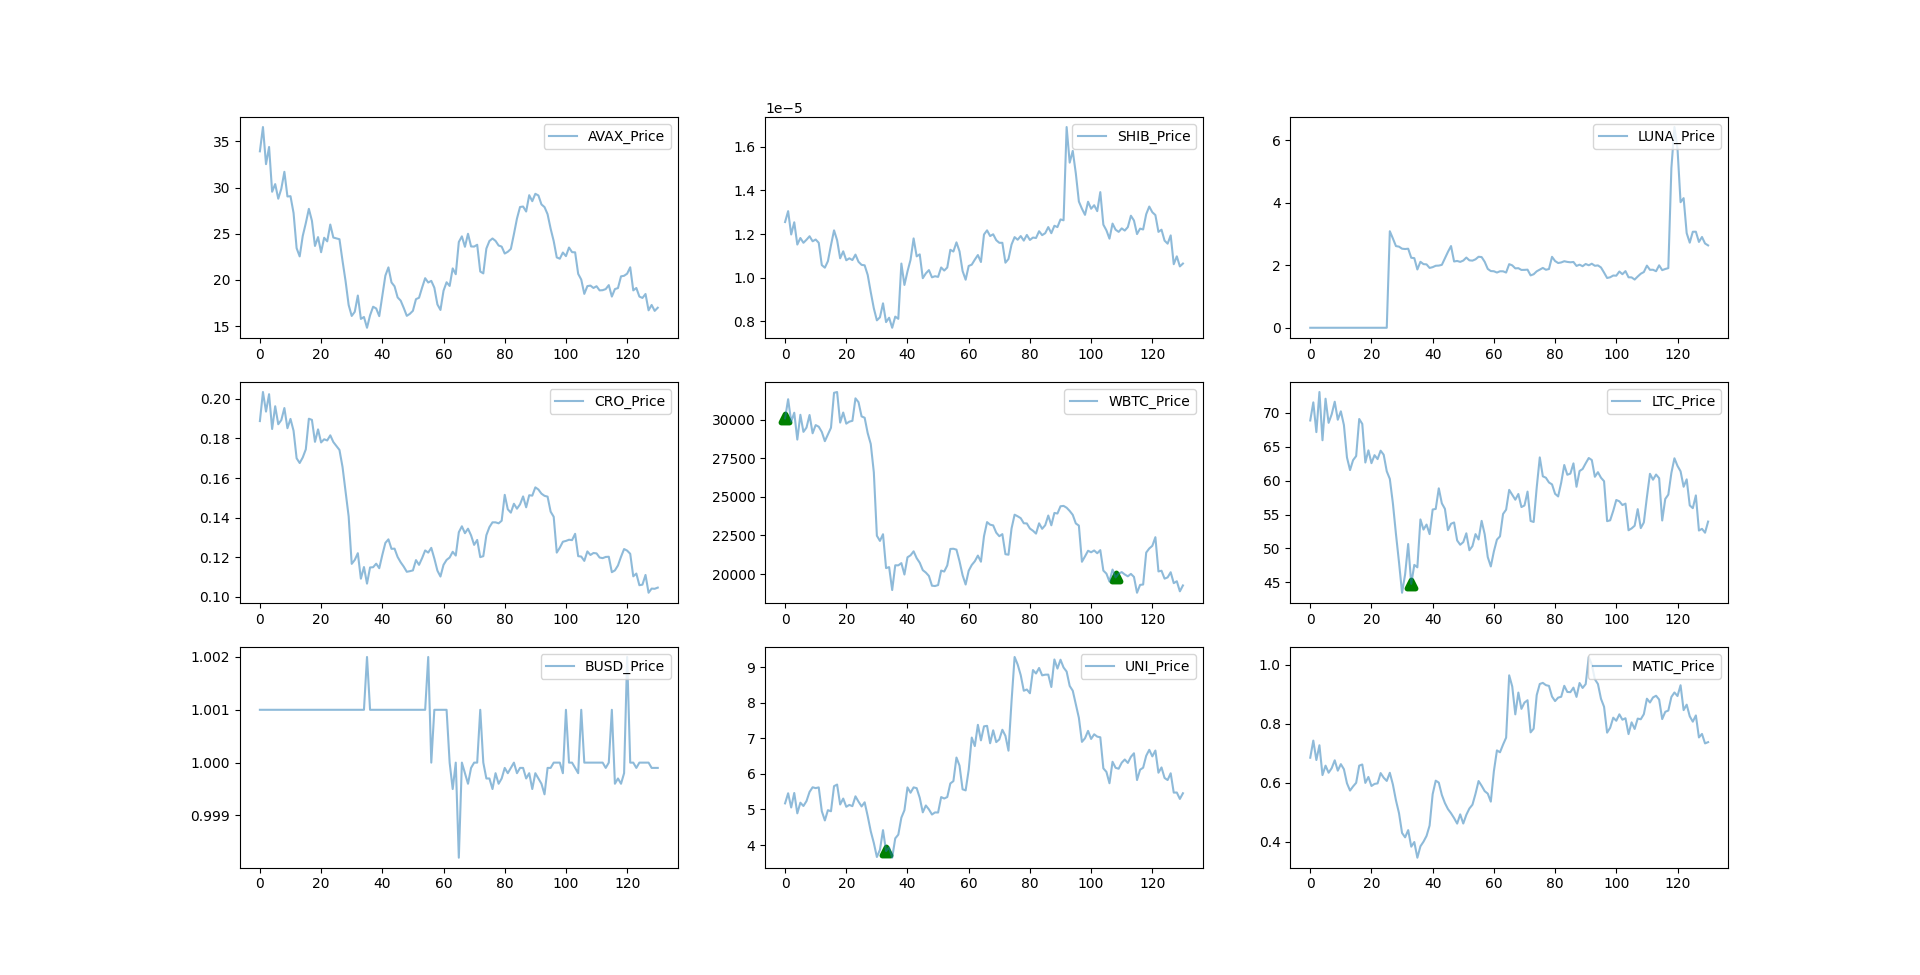 AVAX_Price
35
30
25
20
15
0 20 40 60 80 100 120
1e−5
SHIB_Price
1.6
1.4
1.2
1.0
0.8
0 20 40 60 80 100 120
LUNA_Price
6
4
2
0
0 20 40 60 80 100 120
CRO_Price
0.20
0.18
0.16
0.14
0.12
0.10
0 20 40 60 80 100 120
WBTC_Price
30000
27500
25000
22500
20000
0 20 40 60 80 100 120
LTC_Price
70
65
60
55
50
45
0 20 40 60 80 100 120
BUSD_Price
1.002
1.001
1.000
0.999
0 20 40 60 80 100 120
UNI_Price
9
8
7
6
5
4
0 20 40 60 80 100 120
MATIC_Price
1.0
0.8
0.6
0.4
0 20 40 60 80 100 120